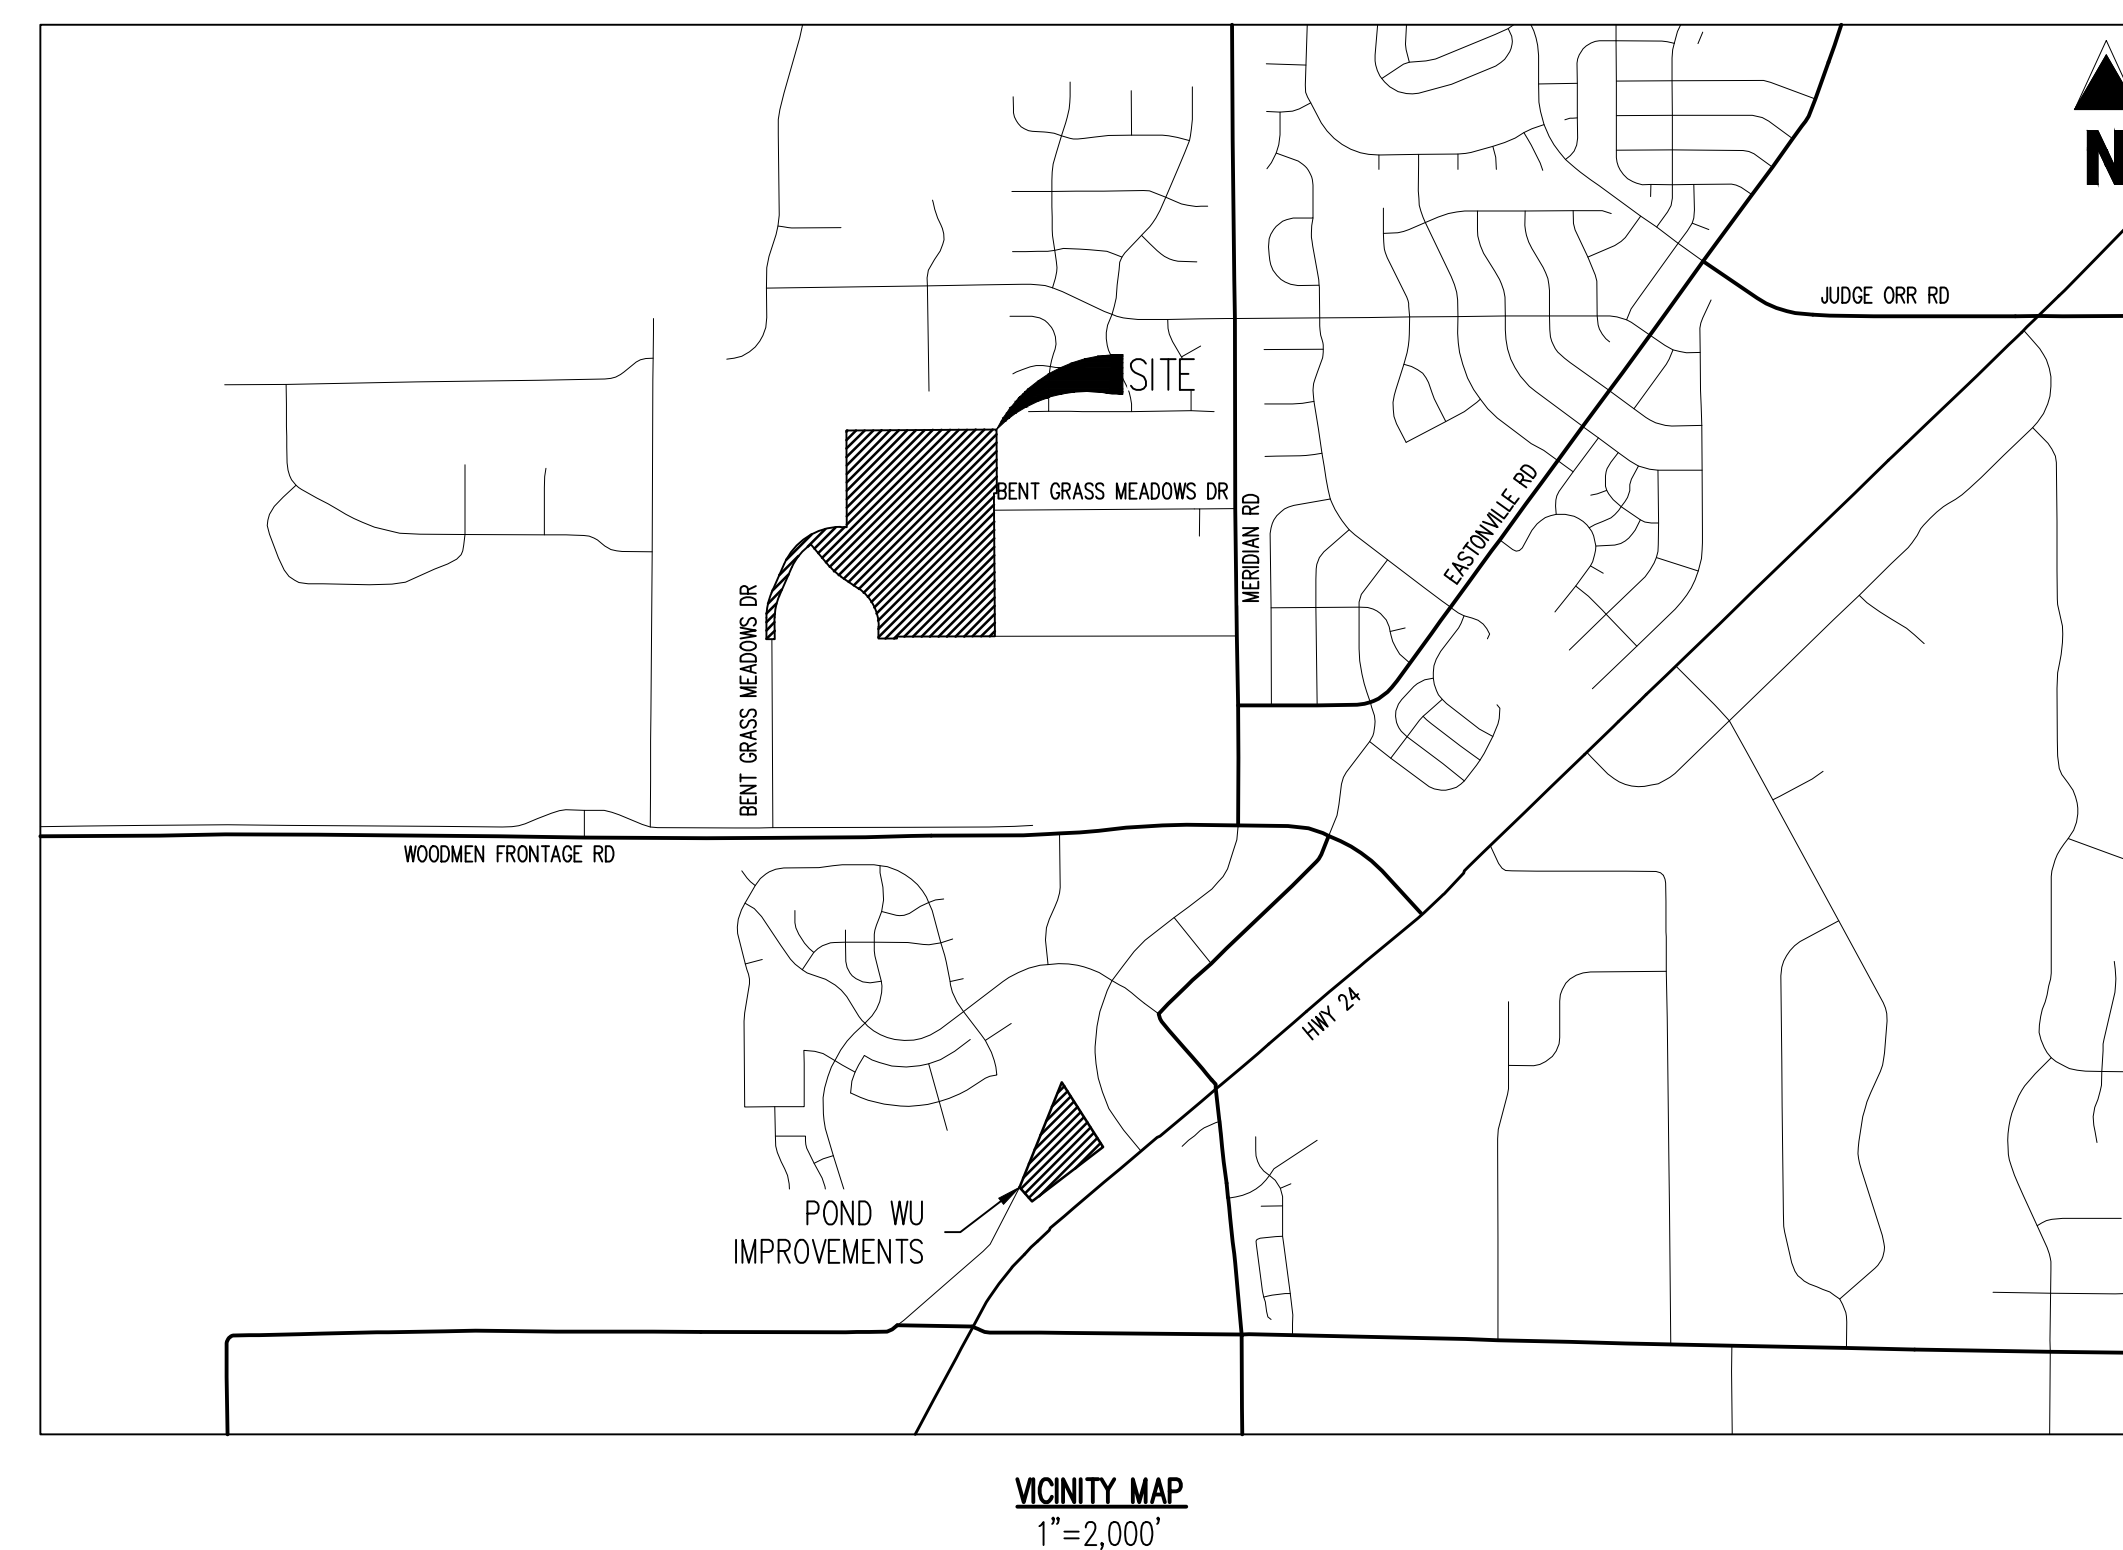 N
JUDGE ORR RD
SITE
BENT GRASS MEADOWS DR
MERIDIAN RD
EASTONVILLE RD
BENT GRASS MEADOWS DR
WOODMEN FRONTAGE RD
HWY 24
POND WU
IMPROVEMENTS
VICINITY MAP
1"=2,000'